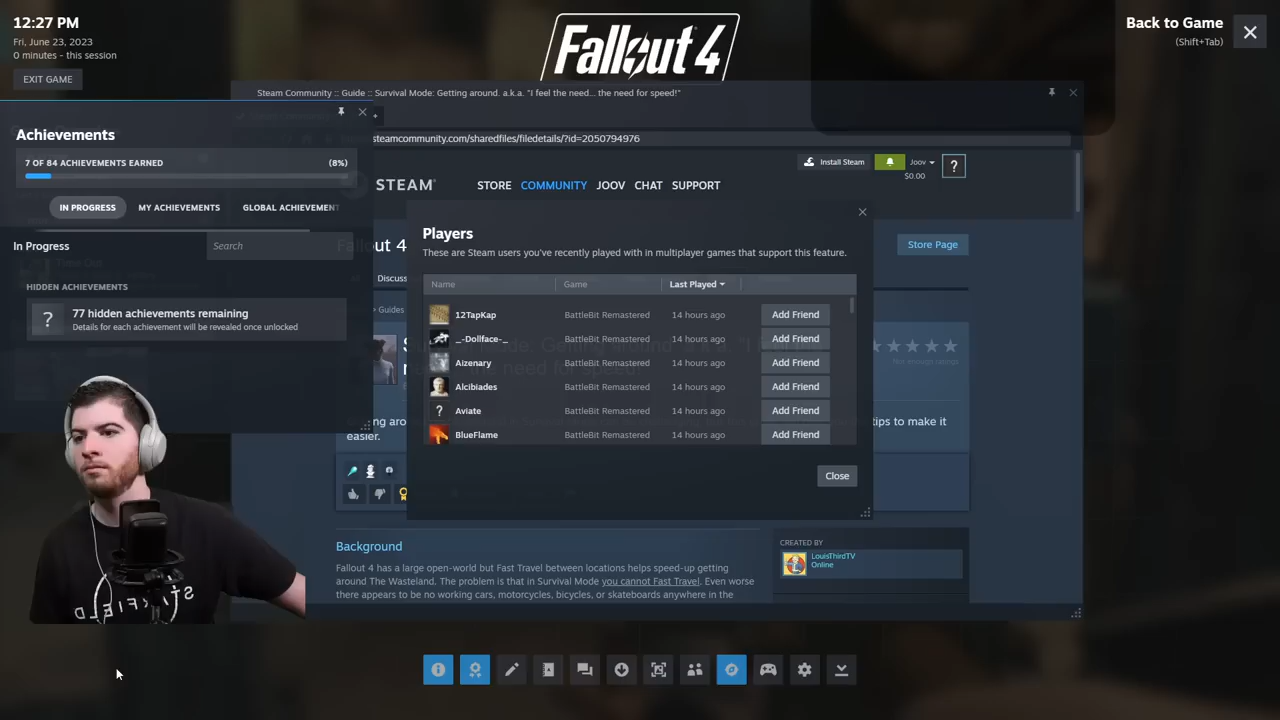 12:27 PM
Fri, June 23, 2023
0 minutes - this session
EXIT GAME
Fallout 4
Back to Game
(Shift+Tab)
Steam Community :: Guide :: Survival Mode: Getting around. a.k.a. "I feel the need... the need for speed!"
+
steamcommunity.com/sharedfiles/filedetails/?id=2050794976
Achievements
7 OF 84 ACHIEVEMENTS EARNED
(8%)
IN PROGRESS
MY ACHIEVEMENTS
GLOBAL ACHIEVEMENT
In Progress
Search
HIDDEN ACHIEVEMENTS
?
77 hidden achievements remaining
Details for each achievement will be revealed once unlocked
STEAM®
STORE
COMMUNITY
JOOV
CHAT
SUPPORT
Install Steam
Joov
$0.00
?
Fallout 4
Store Page
Discuss
Guides
Players
These are Steam users you've recently played with in multiplayer games that support this feature.
Name Game Last Played
12TapKap BattleBit Remastered 14 hours ago Add Friend
_-Dollface-_ BattleBit Remastered 14 hours ago Add Friend
Aizenary BattleBit Remastered 14 hours ago Add Friend
Alcibiades BattleBit Remastered 14 hours ago Add Friend
? Aviate BattleBit Remastered 14 hours ago Add Friend
BlueFlame BattleBit Remastered 14 hours ago Add Friend
Close
tips to make it
easier.
Background
Fallout 4 has a large open-world but Fast Travel between locations helps speed-up getting
around The Wasteland. The problem is that in Survival Mode you cannot Fast Travel. Even worse
there appears to be no working cars, motorcycles, bicycles, or skateboards anywhere in the
CREATED BY
LouisThirdTV
Online
STARFIELD